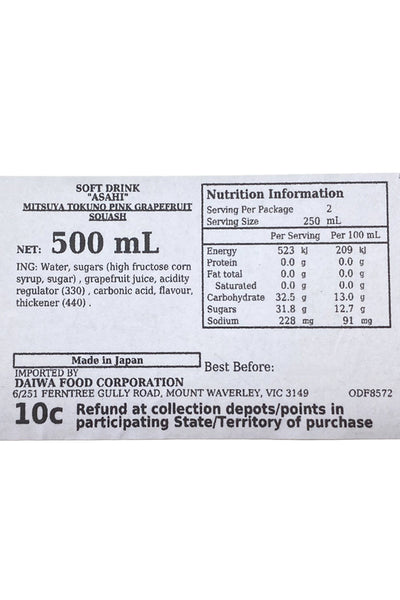 SOFT DRINK
"ASAHI"
MITSUYA TOKUNO PINK GRAPEFRUIT
SQUASH
NET: 500 mL
ING: Water, sugars (high fructose corn
syrup, sugar) , grapefruit juice, acidity
regulator (330) , carbonic acid, flavour,
thickener (440) .
Nutrition Information
Serving Per Package 2
Serving Size 250 mL
Per Serving Per 100 mL
Energy 523 kJ 209 kJ
Protein 0.0 g 0.0 g
Fat total 0.0 g 0.0 g
Saturated 0.0 g 0.0 g
Carbohydrate 32.5 g 13.0 g
Sugars 31.8 g 12.7 g
Sodium 228 mg 91 mg
Made in Japan
Best Before:
IMPORTED BY
DAIWA FOOD CORPORATION
6/251 FERNTREE GULLY ROAD, MOUNT WAVERLEY, VIC 3149 ODF8572
10c Refund at collection depots/points in
participating State/Territory of purchase